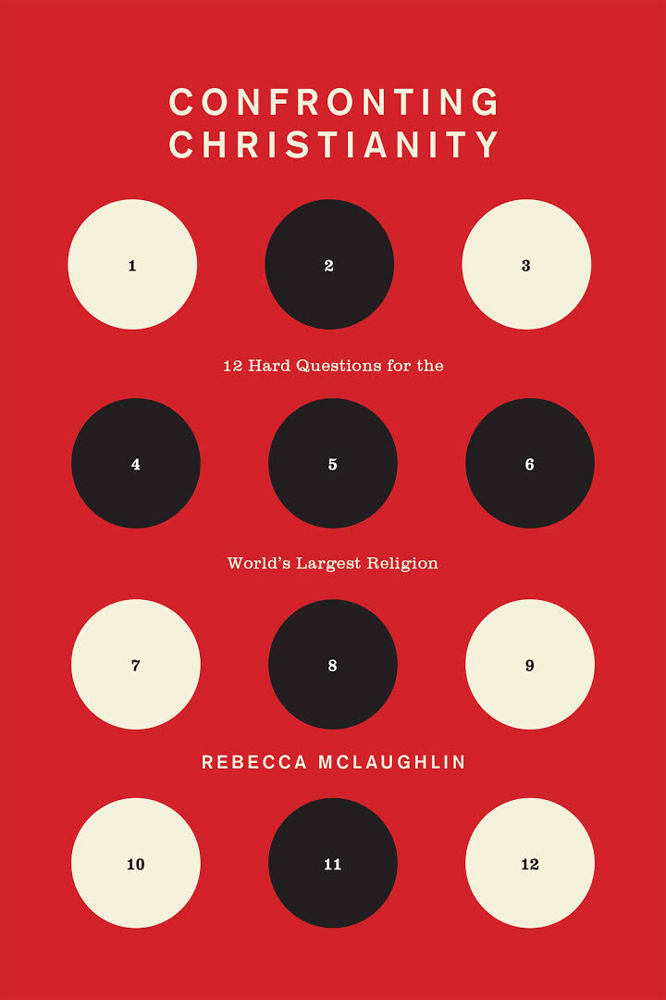 CONFRONTING
CHRISTIANITY
1 2 3
12 Hard Questions for the
4 5 6
World’s Largest Religion
7 8 9
REBECCA MCLAUGHLIN
10 11 12